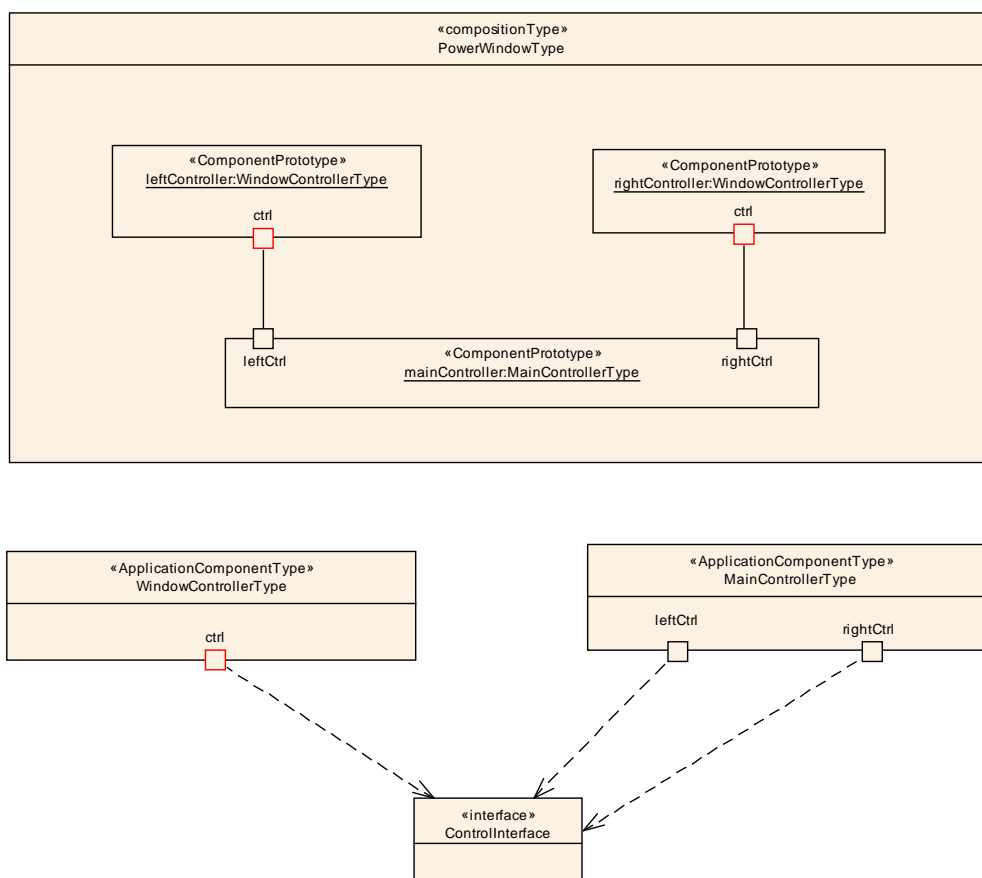 «compositionType»
PowerWindowType
«ComponentPrototype»
leftController:WindowControllerType
ctrl
«ComponentPrototype»
rightController:WindowControllerType
ctrl
leftCtrl
«ComponentPrototype»
mainController:MainControllerType
rightCtrl
«ApplicationComponentType»
WindowControllerType
ctrl
«ApplicationComponentType»
MainControllerType
leftCtrl
rightCtrl
«interface»
ControlInterface